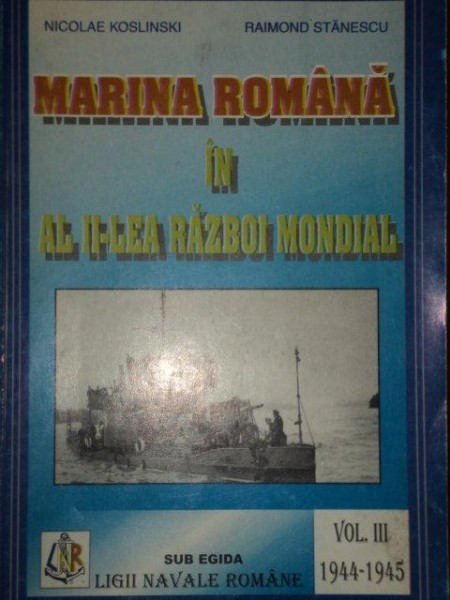 NICOLAE KOSLINSKI RAIMOND STĂNESCU
MARINA ROMÂNĂ
ÎN
AL II-LEA RĂZBOI MONDIAL
LNR
SUB EGIDA
LIGII NAVALE ROMÂNE
VOL. III
1944-1945